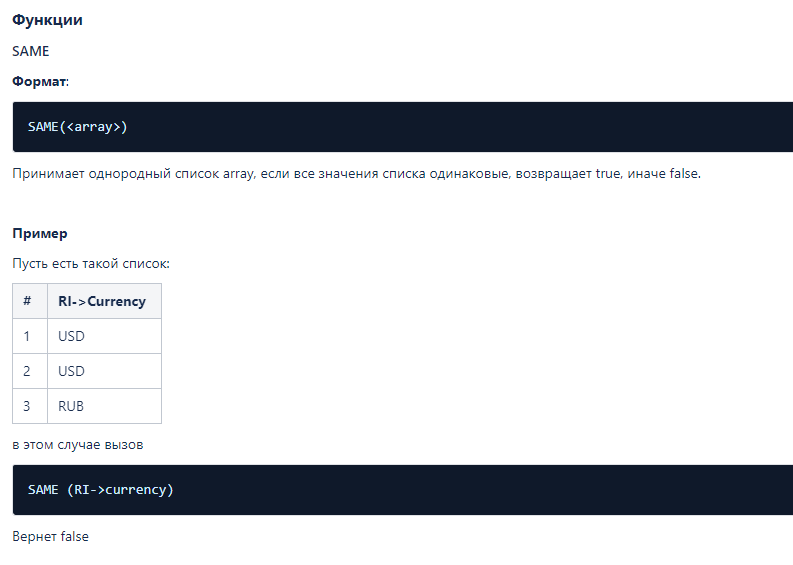 Функции
SAME
Формат:
SAME(<array>)
Принимает однородный список array, если все значения списка одинаковые, возвращает true, иначе false.
Пример
Пусть есть такой список:
# RI->Currency
1 USD
2 USD
3 RUB
в этом случае вызов
SAME (RI->currency)
Вернет false